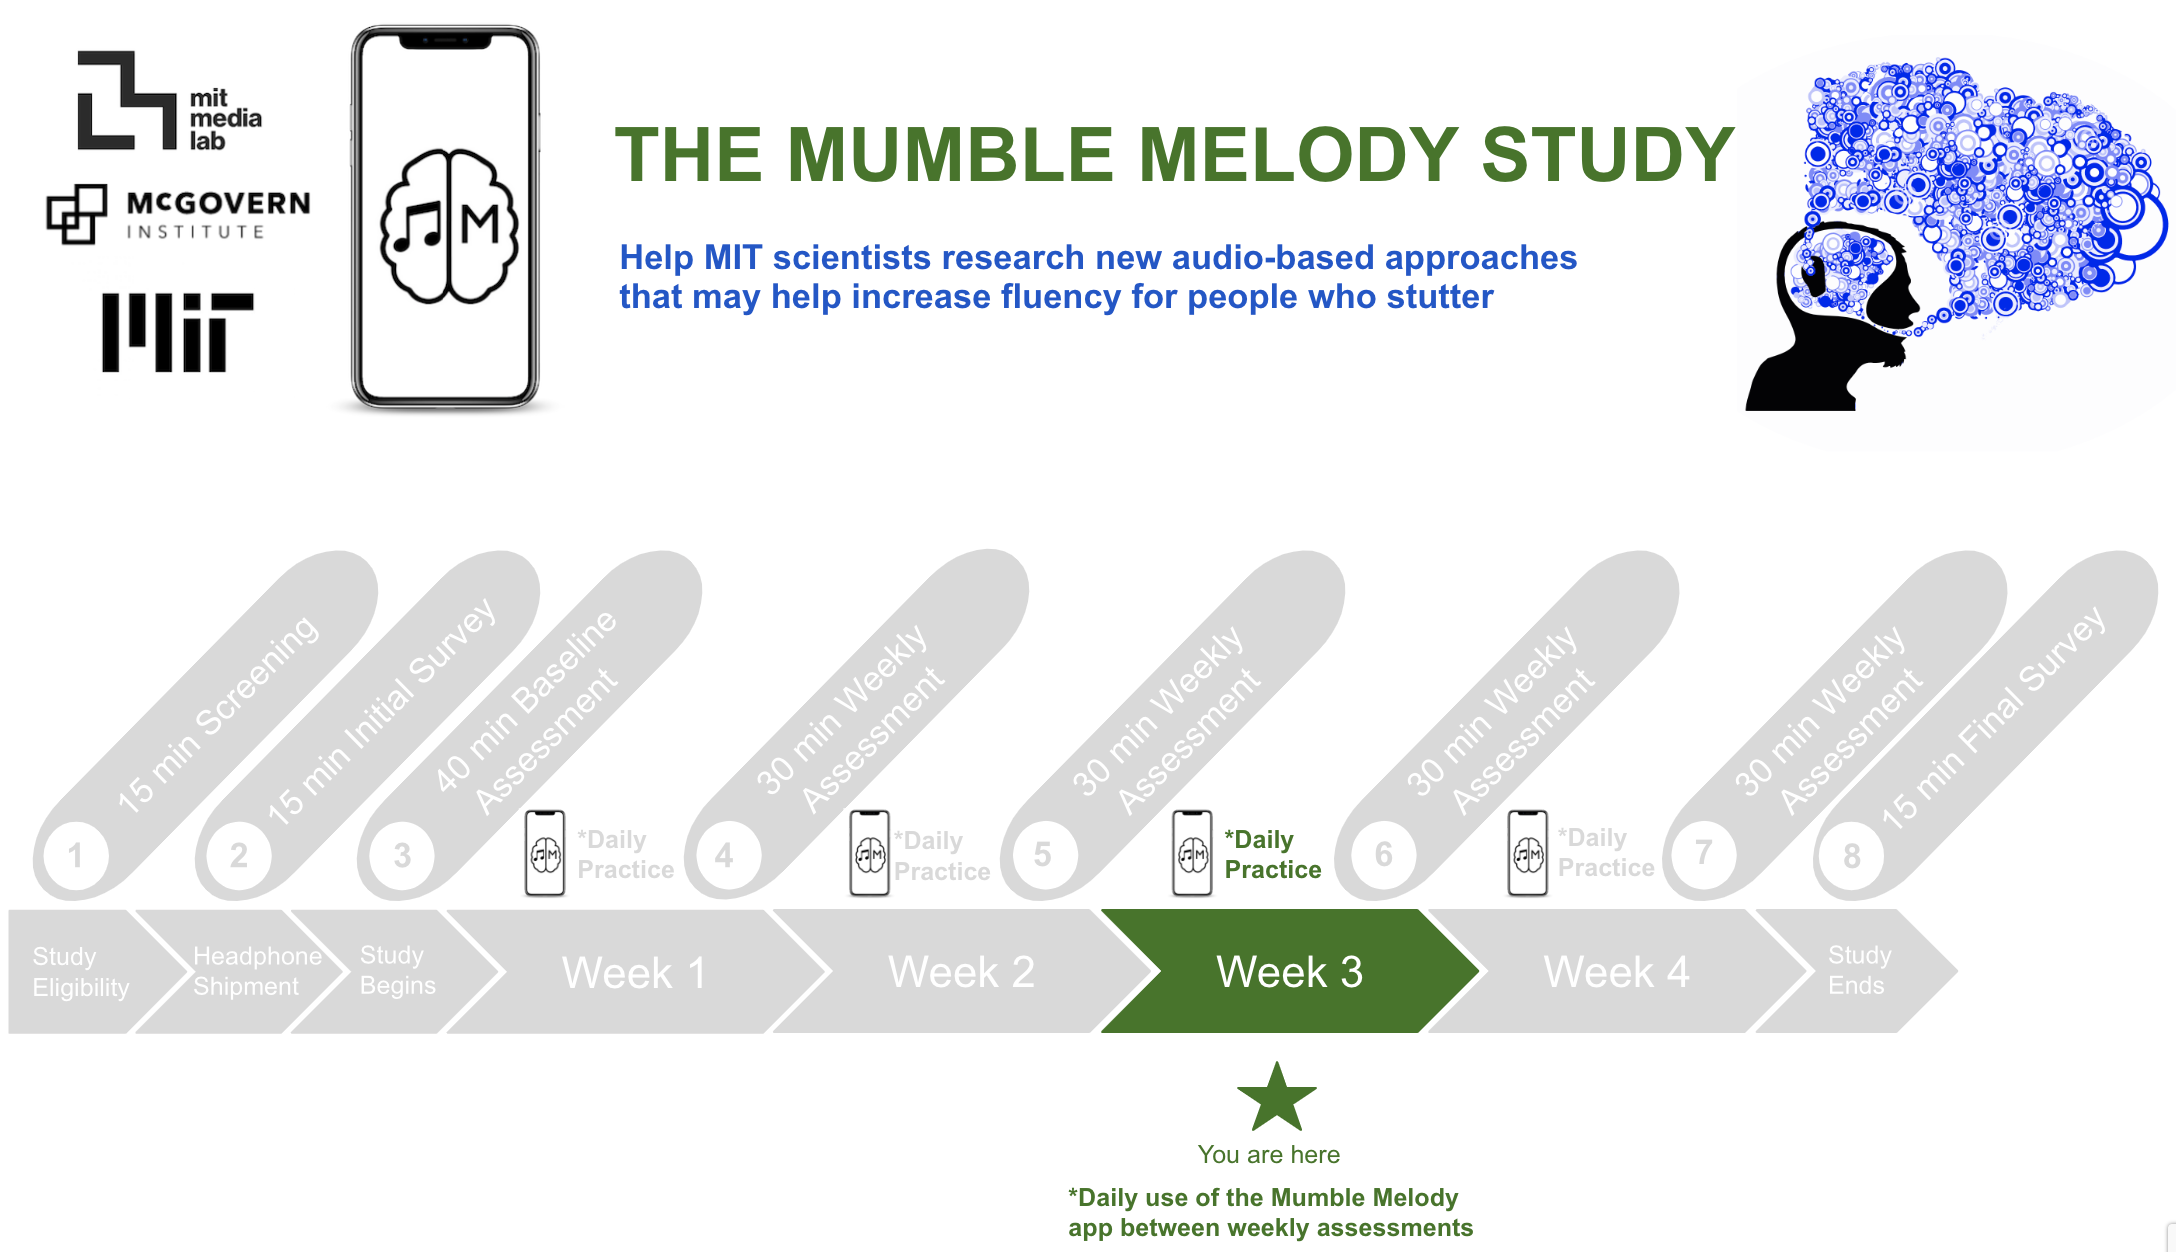 mit
media
lab
McGOVERN
INSTITUTE
MIT
M
THE MUMBLE MELODY STUDY
Help MIT scientists research new audio-based approaches
that may help increase fluency for people who stutter
15 min Screening
15 min Initial Survey
40 min Baseline
Assessment
30 min Weekly
Assessment
30 min Weekly
Assessment
30 min Weekly
Assessment
30 min Weekly
Assessment
15 min Final Survey
1
2
3
M
*Daily
Practice
4
M
*Daily
Practice
5
M
*Daily
Practice
6
M
*Daily
Practice
7
8
Study
Eligibility
Headphone
Shipment
Study
Begins
Week 1
Week 2
Week 3
Week 4
Study
Ends
You are here
*Daily use of the Mumble Melody
app between weekly assessments